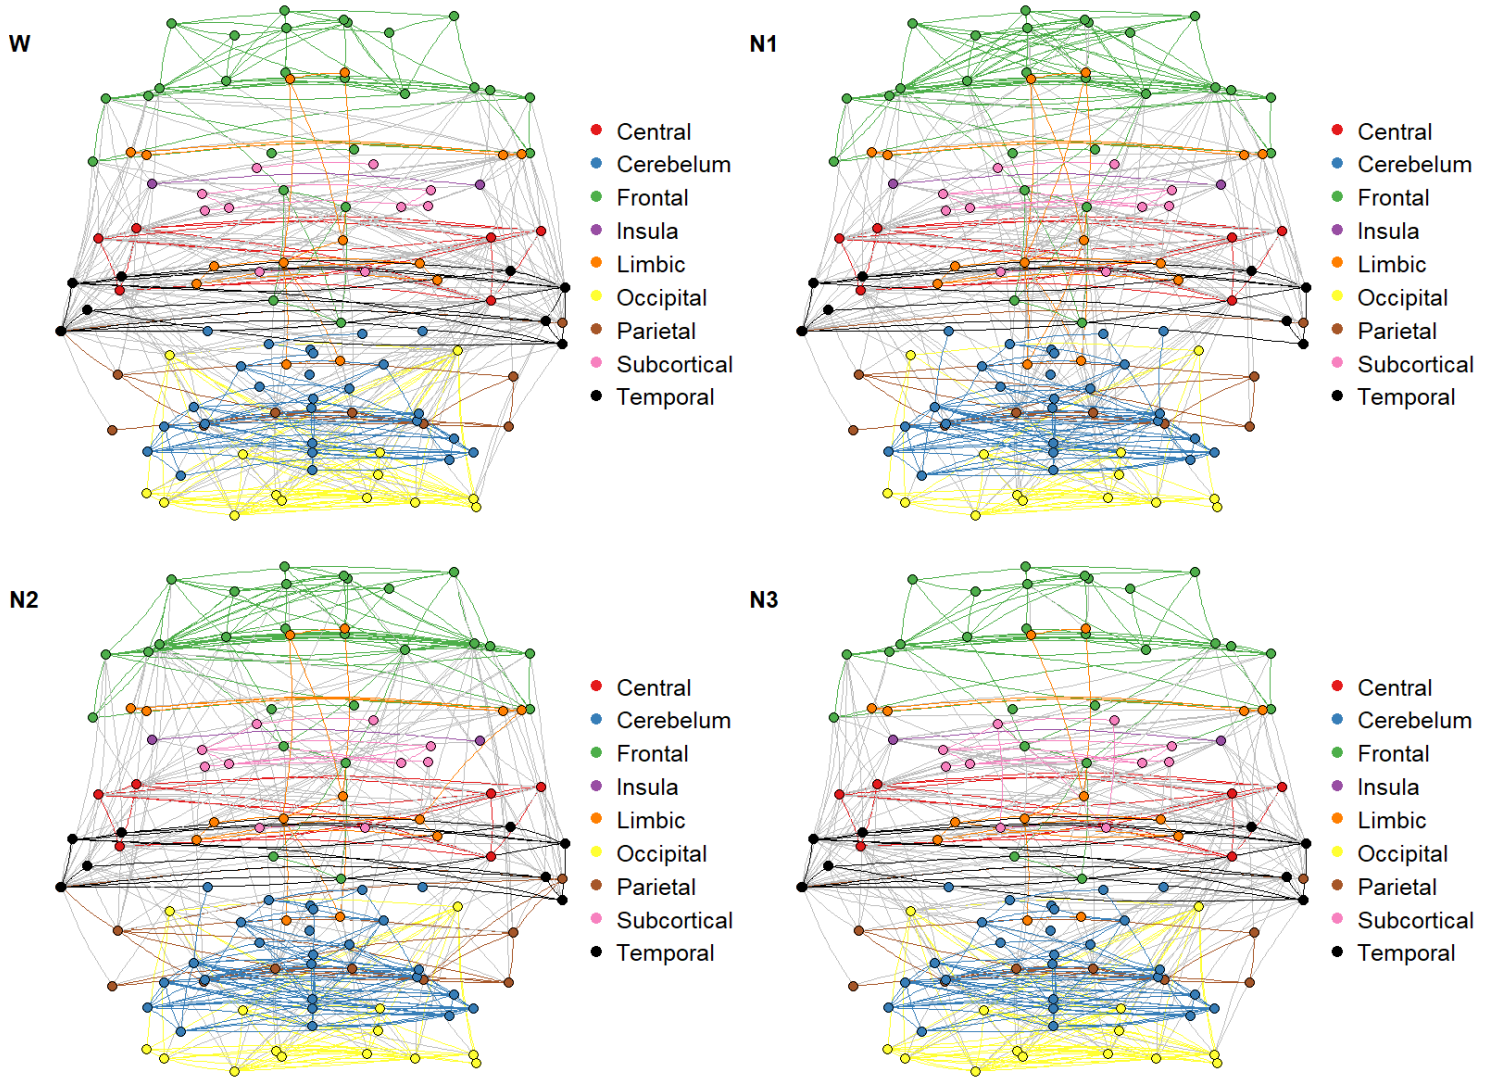 W
Central
Cerebelum
Frontal
Insula
Limbic
Occipital
Parietal
Subcortical
Temporal
N1
Central
Cerebelum
Frontal
Insula
Limbic
Occipital
Parietal
Subcortical
Temporal
N2
Central
Cerebelum
Frontal
Insula
Limbic
Occipital
Parietal
Subcortical
Temporal
N3
Central
Cerebelum
Frontal
Insula
Limbic
Occipital
Parietal
Subcortical
Temporal